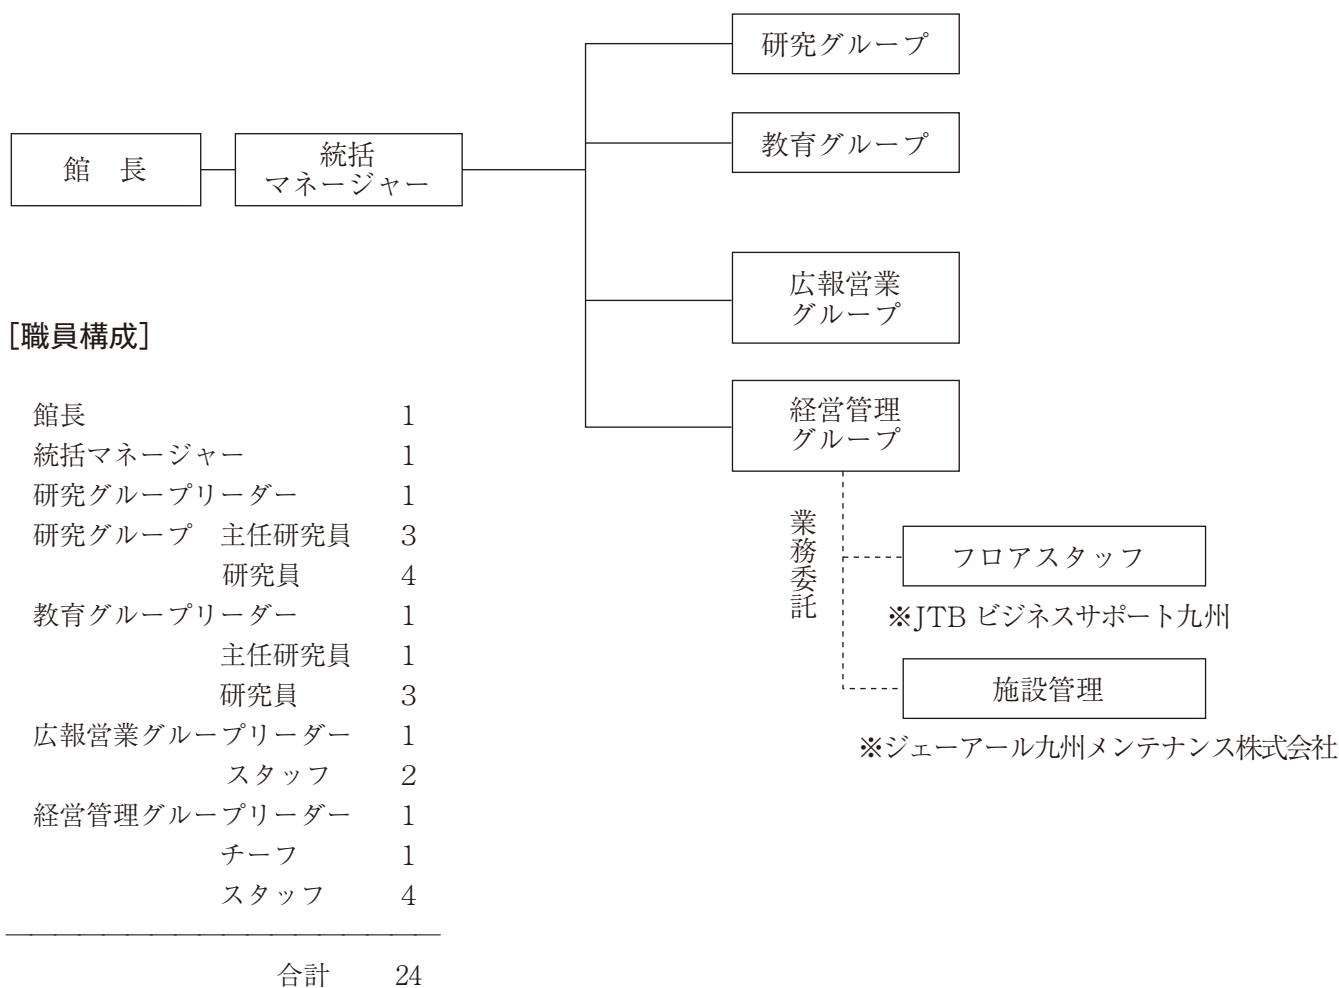 館　長
統括
マネージャー
研究グループ
教育グループ
広報営業
グループ
経営管理
グループ
業務委託
フロアスタッフ
※JTB ビジネスサポート九州
施設管理
※ジェーアール九州メンテナンス株式会社
［職員構成］
館長 1
統括マネージャー 1
研究グループリーダー 1
研究グループ　主任研究員 3
研究員 4
教育グループリーダー 1
主任研究員 1
研究員 3
広報営業グループリーダー 1
スタッフ 2
経営管理グループリーダー 1
チーフ 1
スタッフ 4
合計 24